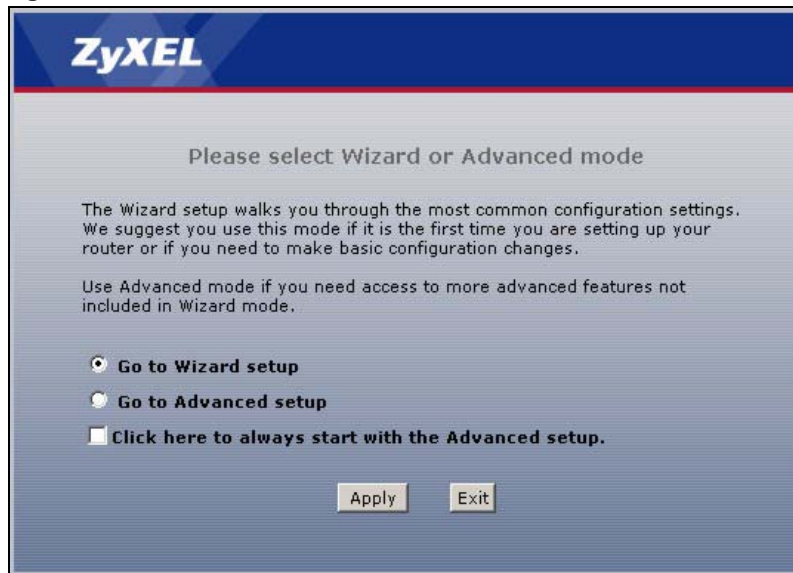 ZyXEL
Please select Wizard or Advanced mode
The Wizard setup walks you through the most common configuration settings.
We suggest you use this mode if it is the first time you are setting up your
router or if you need to make basic configuration changes.
Use Advanced mode if you need access to more advanced features not
included in Wizard mode.
Go to Wizard setup
Go to Advanced setup
Click here to always start with the Advanced setup.
Apply Exit